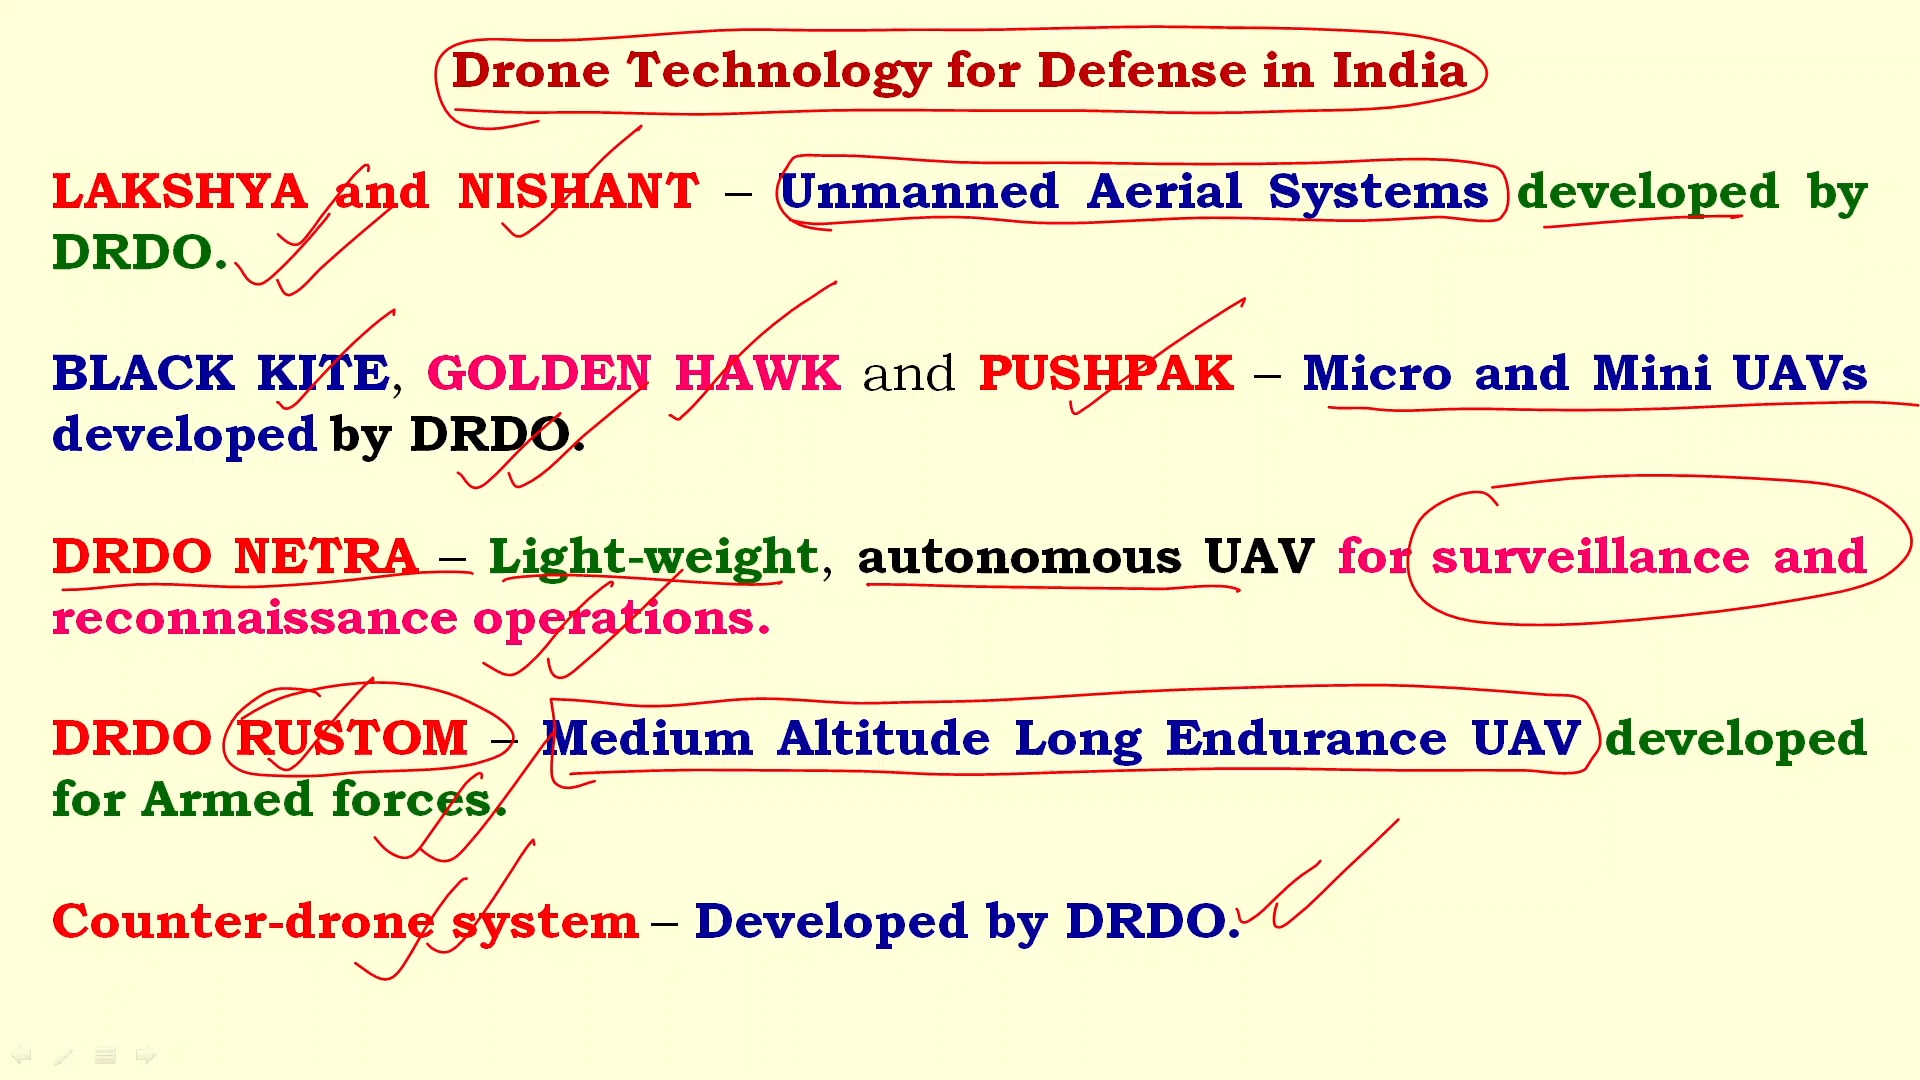 Drone Technology for Defense in India
LAKSHYA and NISHANT – Unmanned Aerial Systems developed by
DRDO.
BLACK KITE, GOLDEN HAWK and PUSHPAK – Micro and Mini UAVs
developed by DRDO.
DRDO NETRA – Light-weight, autonomous UAV for surveillance and
reconnaissance operations.
DRDO RUSTOM – Medium Altitude Long Endurance UAV developed
for Armed forces.
Counter-drone system – Developed by DRDO.